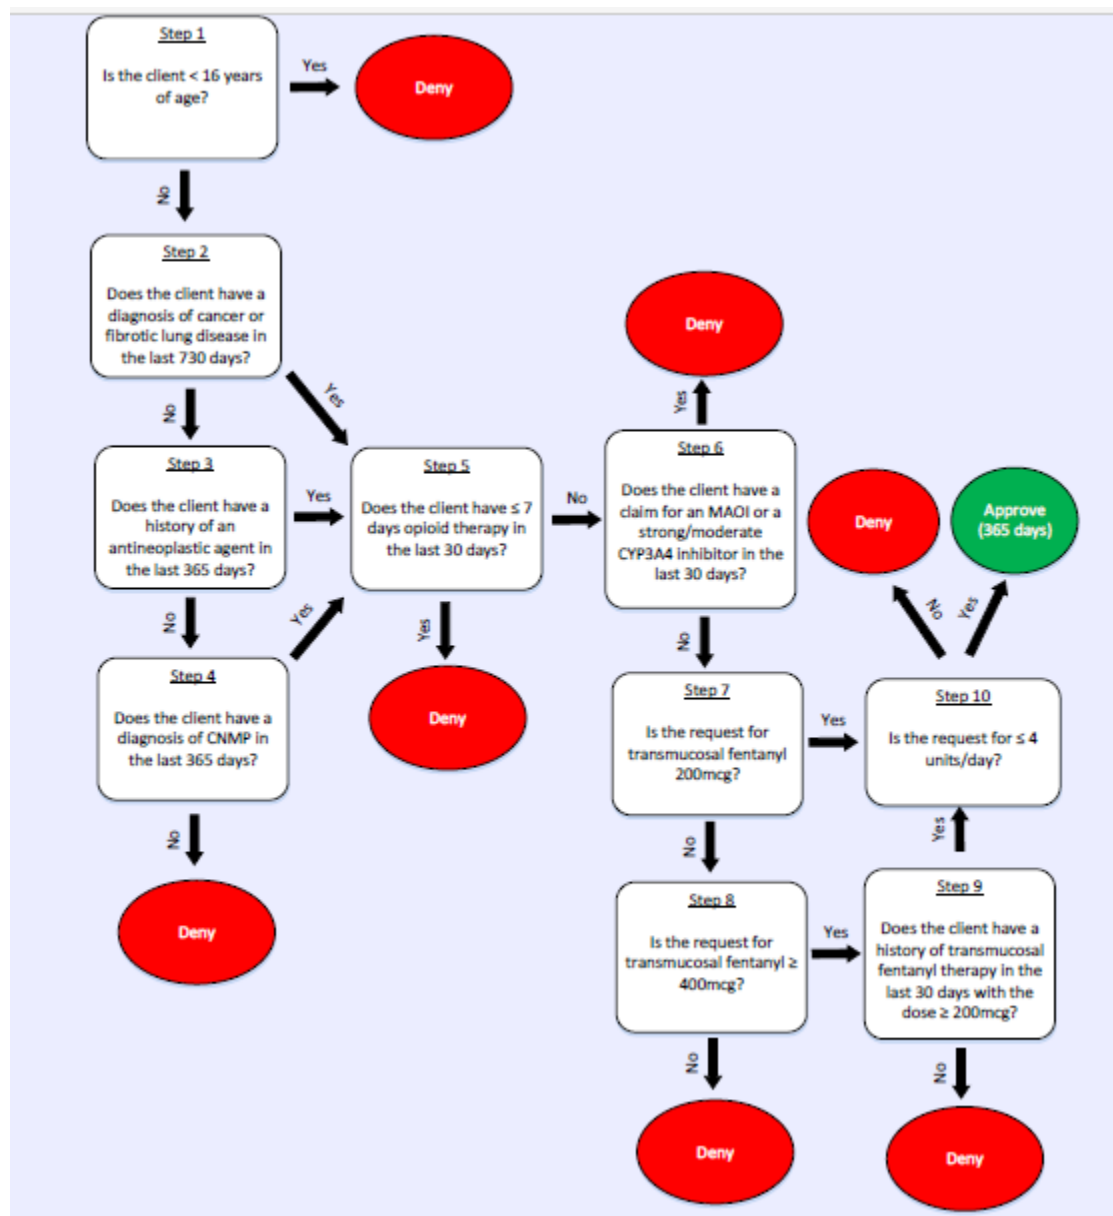 Step 1
Is the client < 16 years
of age?
Yes
Deny
No
Step 2
Does the client have a
diagnosis of cancer or
fibrotic lung disease in
the last 730 days?
Yes
No
Step 3
Does the client have a
history of an
antineoplastic agent in
the last 365 days?
Yes
No
Step 4
Does the client have a
diagnosis of CNMP in
the last 365 days?
Yes
No
Deny
Step 5
Does the client have ≤ 7
days opioid therapy in
the last 30 days?
No
Yes
Deny
Deny
Yes
Step 6
Does the client have a
claim for an MAOI or a
strong/moderate
CYP3A4 inhibitor in the
last 30 days?
No
Step 7
Is the request for
transmucosal fentanyl
200mcg?
Yes
No
Step 8
Is the request for
transmucosal fentanyl ≥
400mcg?
Yes
No
Deny
Deny
Approve
(365 days)
No
Yes
Step 10
Is the request for ≤ 4
units/day?
Yes
Step 9
Does the client have a
history of transmucosal
fentanyl therapy in the
last 30 days with the
dose ≥ 200mcg?
No
Deny